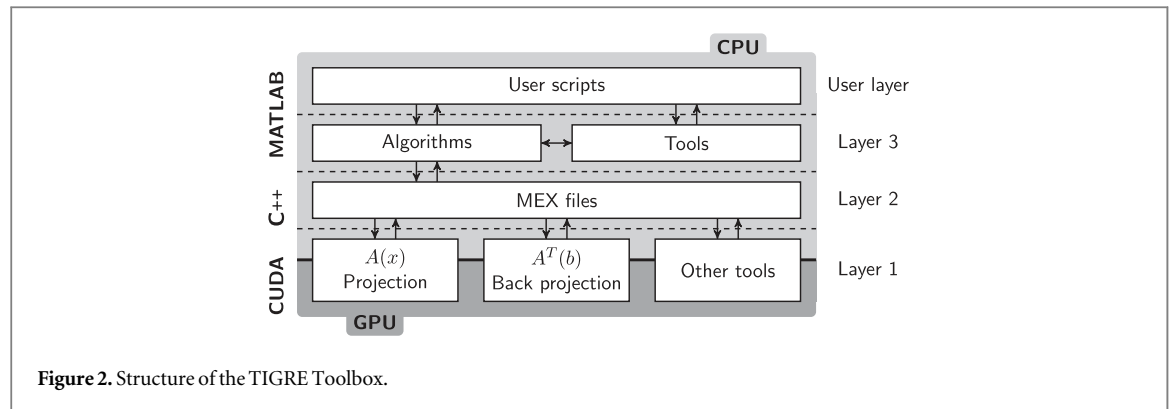 CPU
MATLAB
User scripts
User layer
Algorithms
Tools
Layer 3
C++
MEX files
Layer 2
CUDA
A(x)
Projection
A^T(b)
Back projection
Other tools
Layer 1
GPU
Figure 2. Structure of the TIGRE Toolbox.